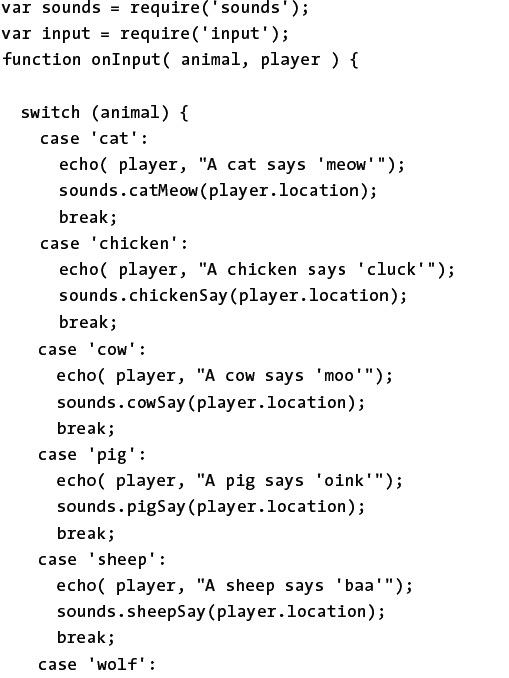 var sounds = require('sounds');
var input = require('input');
function onInput( animal, player ) {
switch (animal) {
case 'cat':
echo( player, "A cat says 'meow'");
sounds.catMeow(player.location);
break;
case 'chicken':
echo( player, "A chicken says 'cluck'");
sounds.chickenSay(player.location);
break;
case 'cow':
echo( player, "A cow says 'moo'");
sounds.cowSay(player.location);
break;
case 'pig':
echo( player, "A pig says 'oink'");
sounds.pigSay(player.location);
break;
case 'sheep':
echo( player, "A sheep says 'baa'");
sounds.sheepSay(player.location);
break;
case 'wolf':